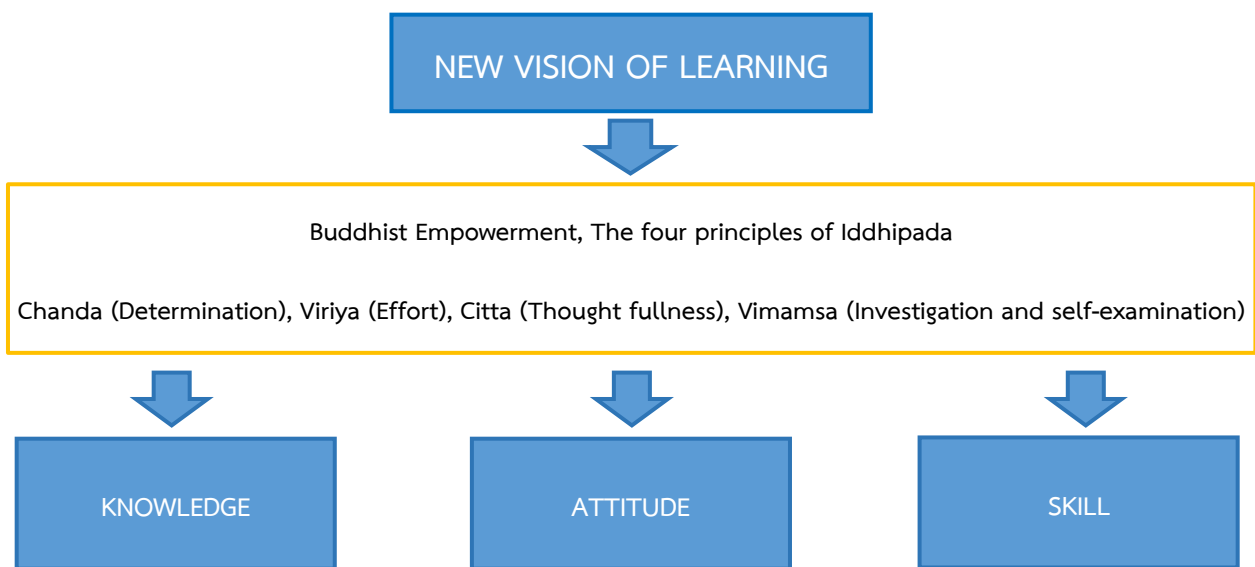 NEW VISION OF LEARNING
Buddhist Empowerment, The four principles of Iddhipada
Chanda (Determination), Viriya (Effort), Citta (Thought fullness), Vimamsa (Investigation and self-examination)
KNOWLEDGE
ATTITUDE
SKILL